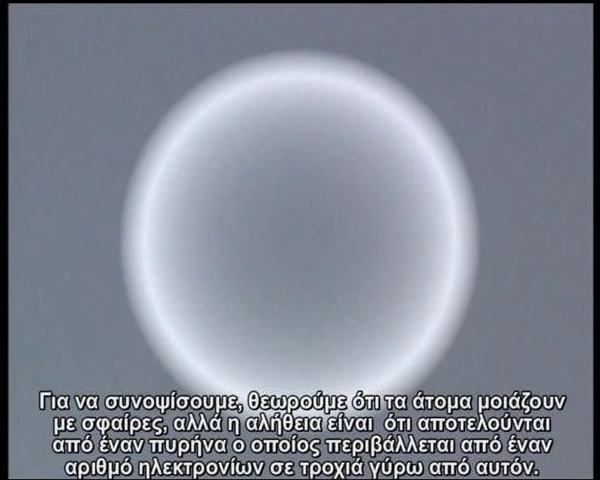 Για να συνοψίσουμε, θεωρούμε ότι τα άτομα μοιάζουν
με σφαίρες, αλλά η αλήθεια είναι  ότι αποτελούνται
από έναν πυρήνα ο οποίος περιβάλλεται από έναν
αριθμό ηλεκτρονίων σε τροχιά γύρω από αυτόν.